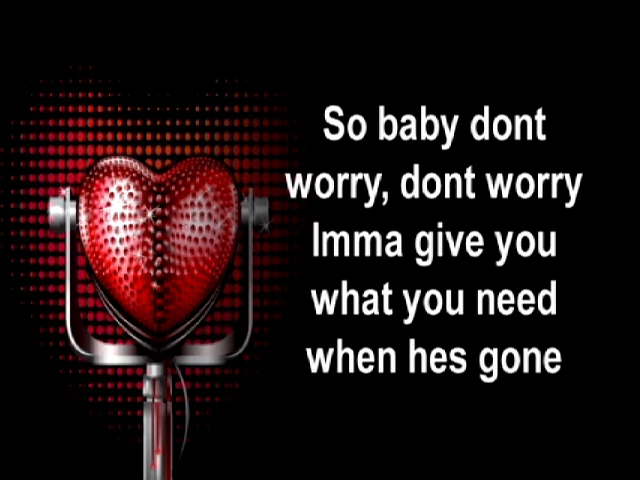 So baby dont
worry, dont worry
Imma give you
what you need
when hes gone